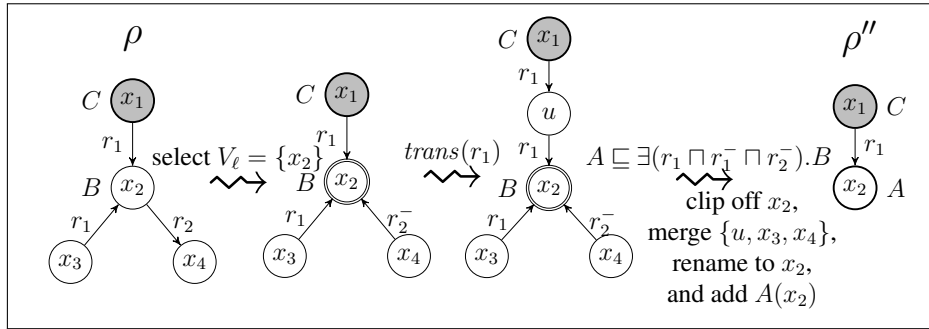 ρ
C x₁
r₁
B x₂
r₁ r₂
x₃ x₄
select V_ℓ = {x₂}
C x₁
r₁
B x₂
r₁ r₂⁻
x₃ x₄
trans(r₁)
C x₁
r₁
u
r₁
B x₂
r₁ r₂⁻
x₃ x₄
A ⊑ ∃(r₁ ⊓ r₁⁻ ⊓ r₂⁻).B
clip off x₂,
merge {u, x₃, x₄},
rename to x₂,
and add A(x₂)
ρ″
x₁ C
r₁
x₂ A